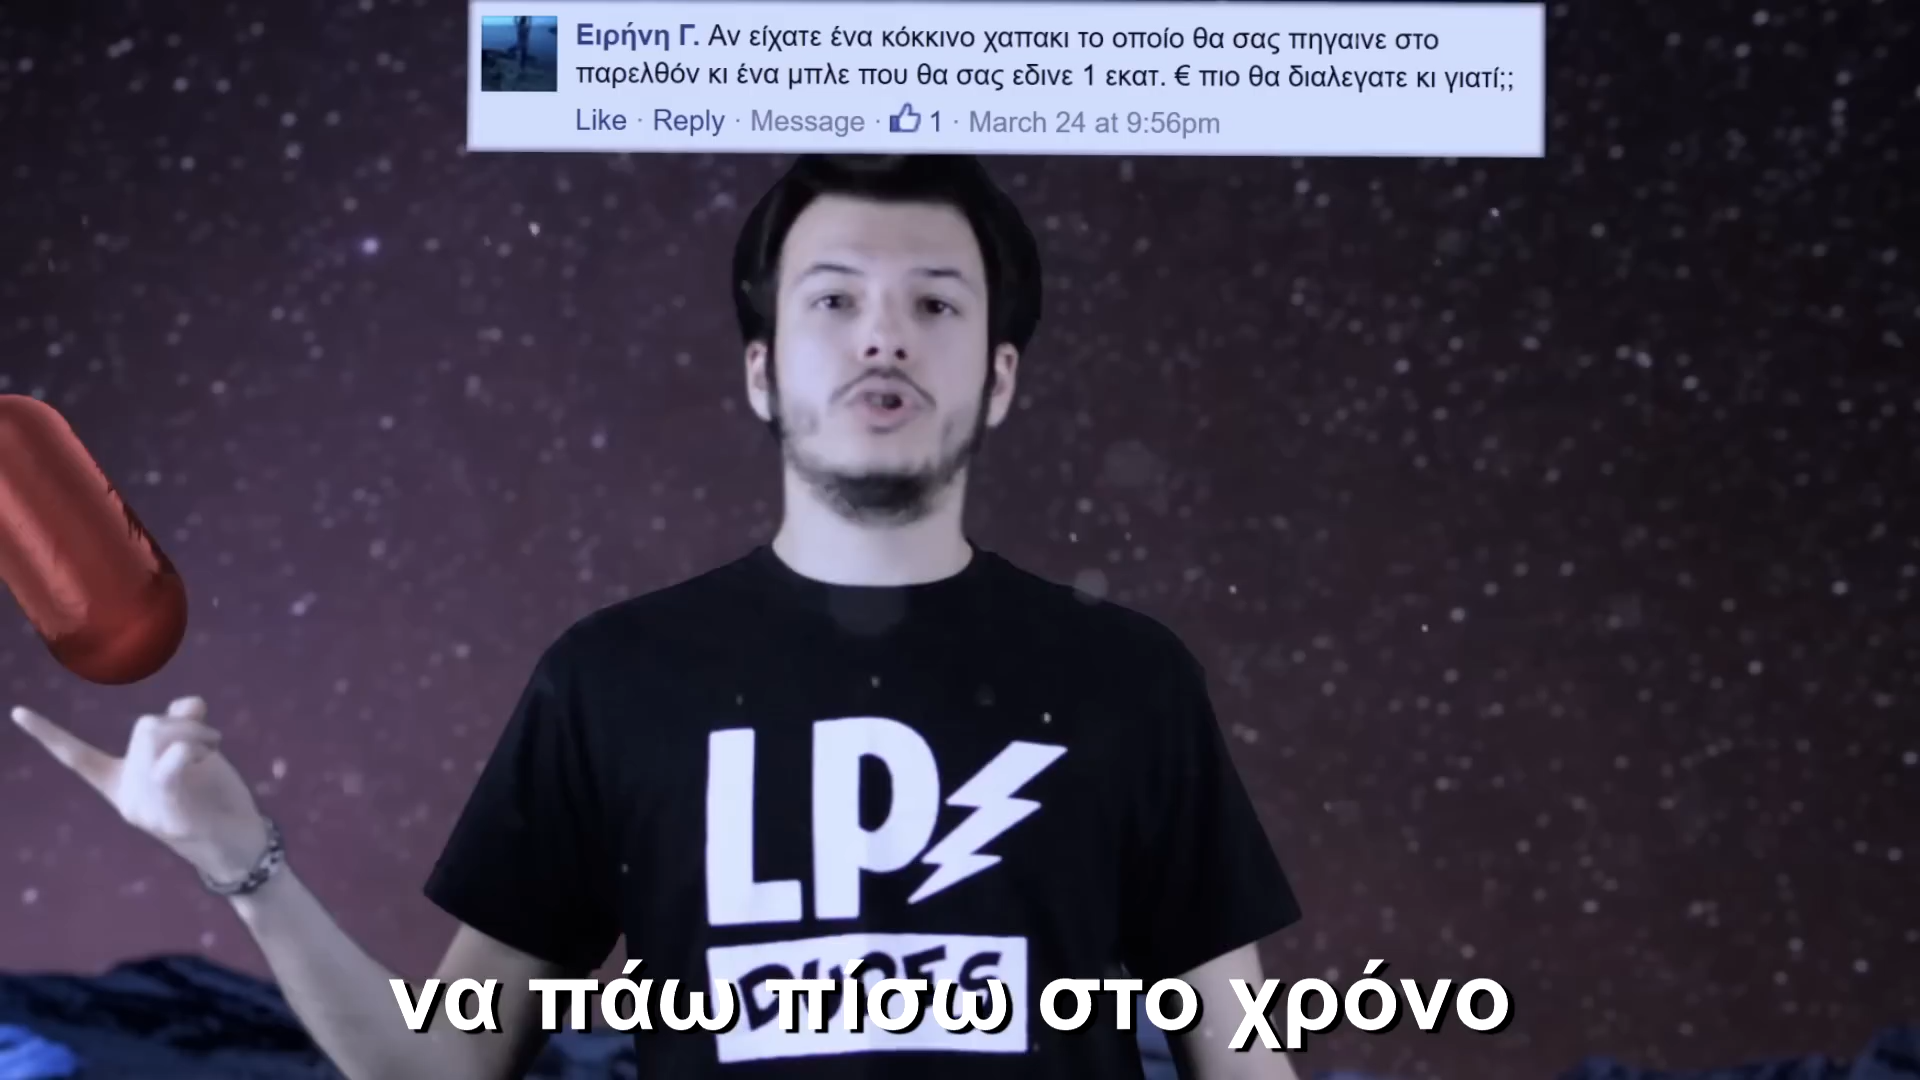 Ειρήνη Γ. Αν είχατε ένα κόκκινο χαπακι το οποίο θα σας πηγαινε στο
παρελθόν κι ένα μπλε που θα σας εδινε 1 εκατ. € πιο θα διαλεγατε κι γιατί;;
Like · Reply · Message · 1 · March 24 at 9:56pm
LP
DUDES
να πάω πίσω στο χρόνο